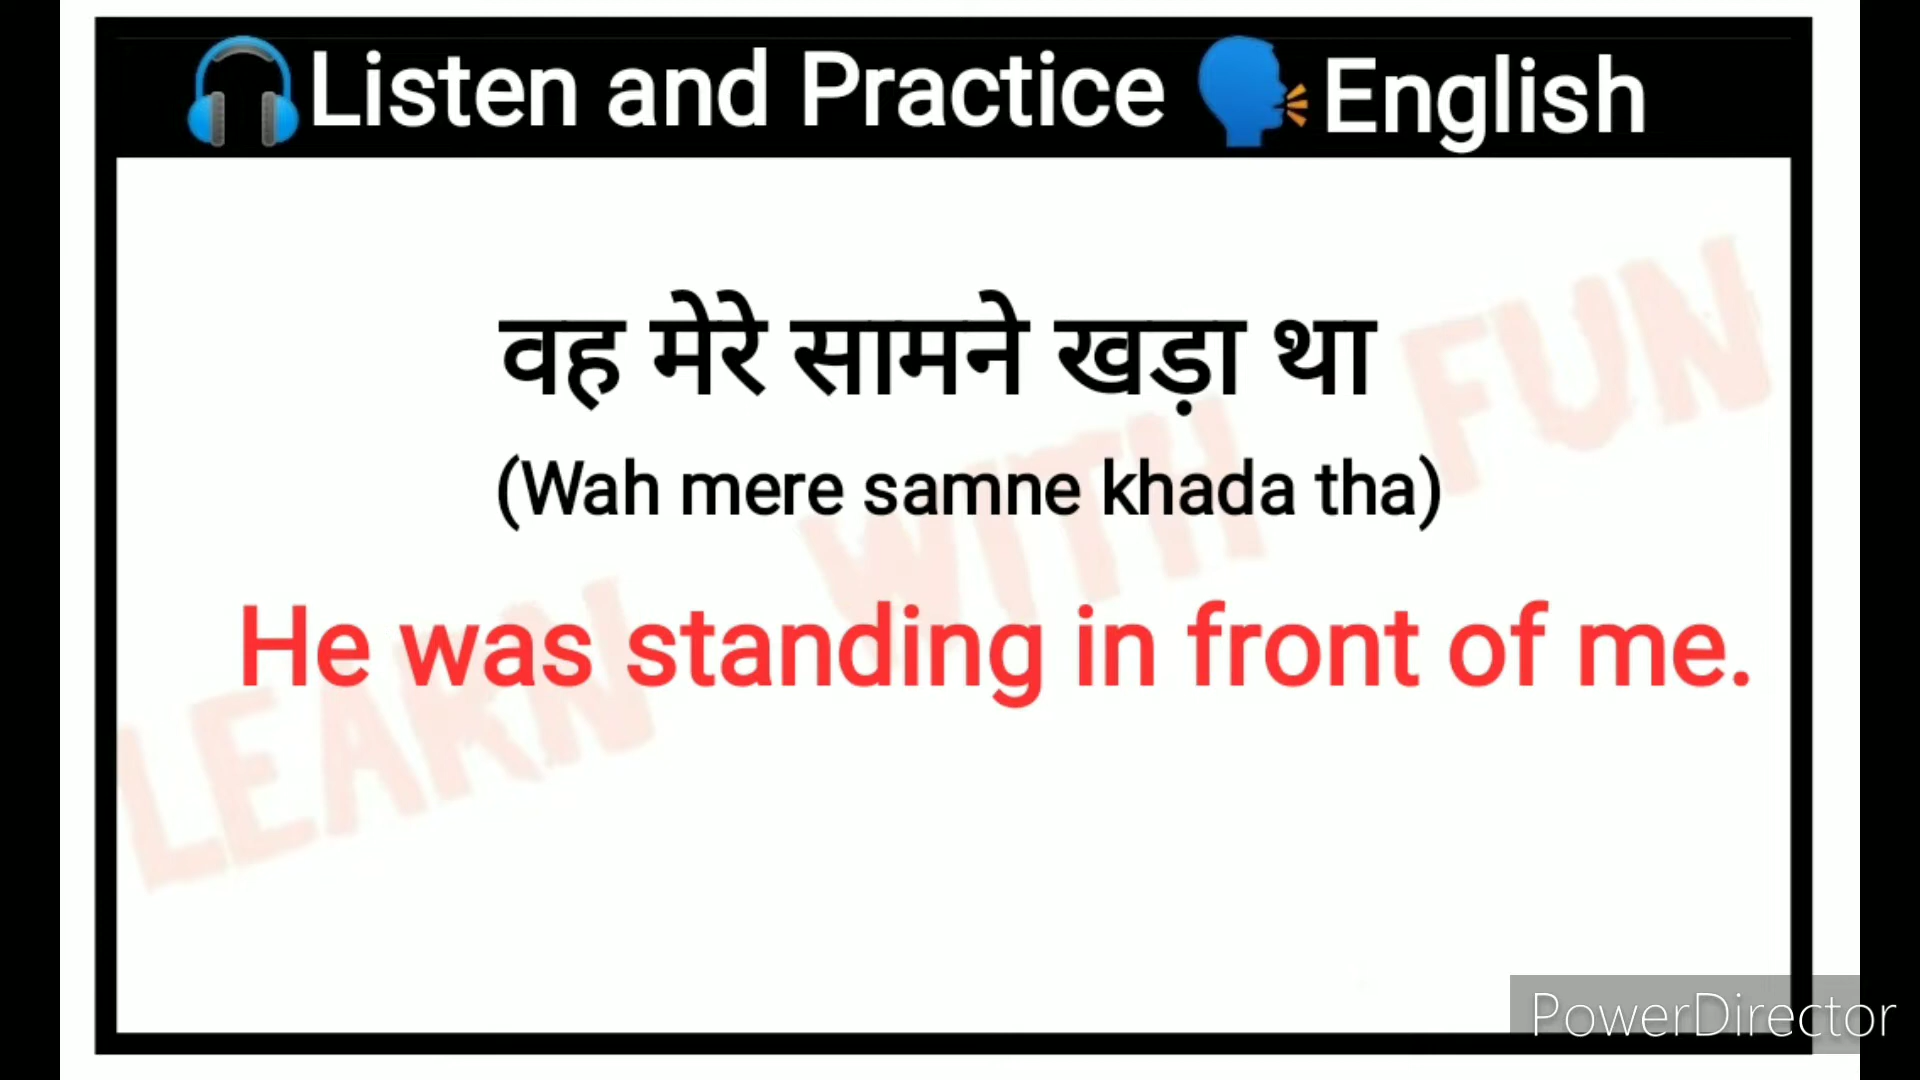 🎧Listen and Practice 🗣English
वह मेरे सामने खड़ा था
(Wah mere samne khada tha)
He was standing in front of me.
LEARN WITH FUN
PowerDirector